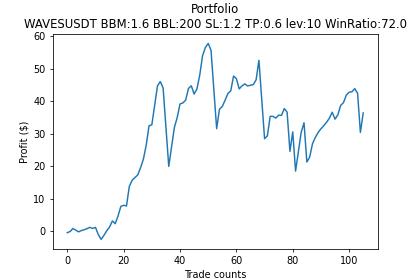 Portfolio
WAVESUSDT BBM:1.6 BBL:200 SL:1.2 TP:0.6 lev:10 WinRatio:72.0
60
50
40
30
20
10
0
Profit ($)
0 20 40 60 80 100
Trade counts